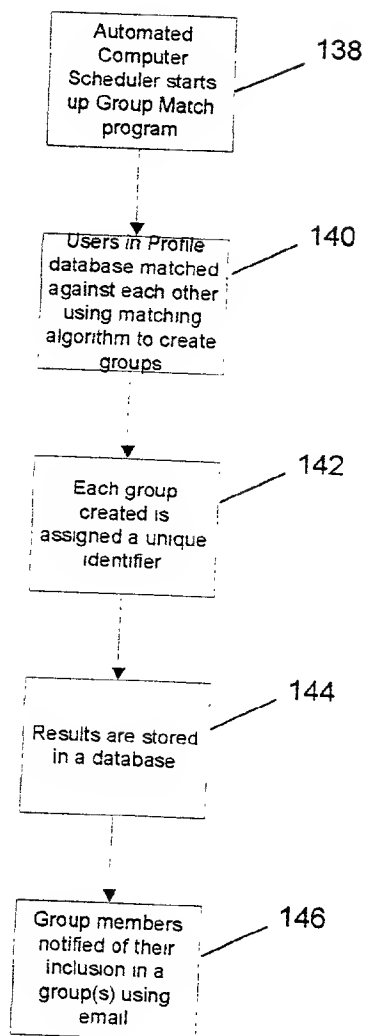 Automated
Computer
Scheduler starts
up Group Match
program
138
Users in Profile
database matched
against each other
using matching
algorithm to create
groups
140
Each group
created is
assigned a unique
identifier
142
Results are stored
in a database
144
Group members
notified of their
inclusion in a
group(s) using
email
146